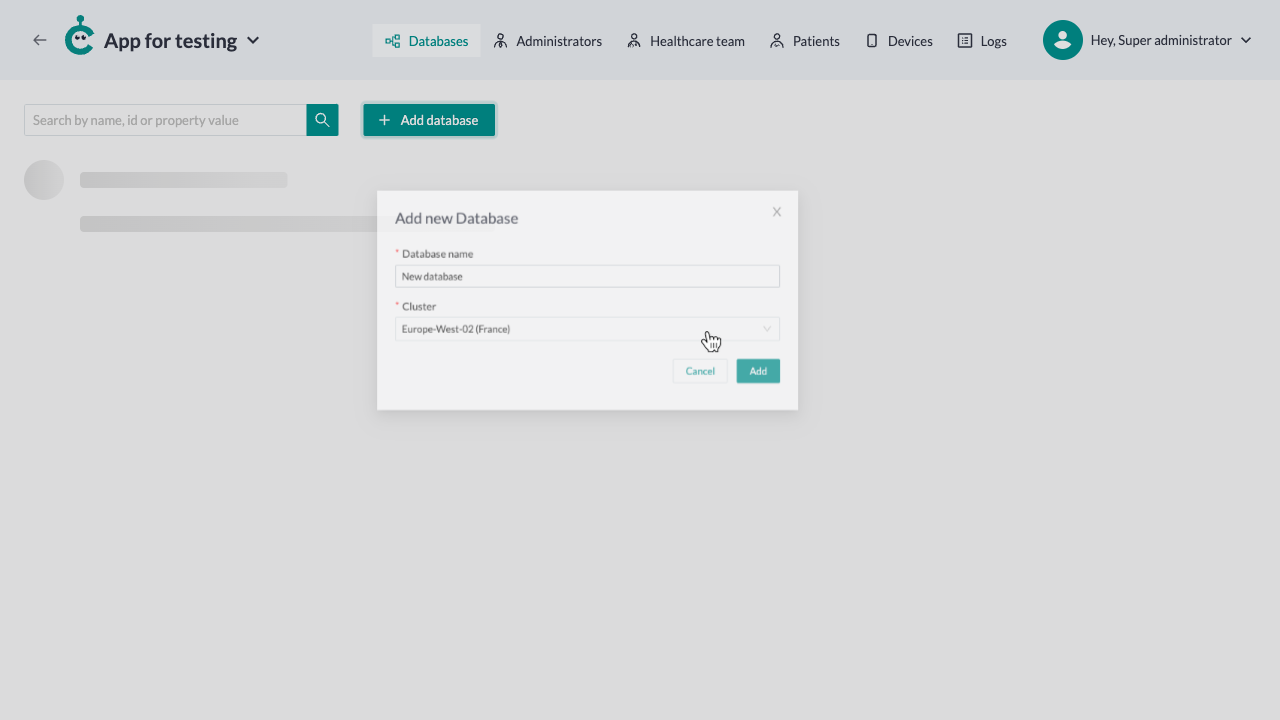 App for testing
Databases
Administrators
Healthcare team
Patients
Devices
Logs
Hey, Super administrator
Search by name, id or property value
+ Add database
Add new Database
X
* Database name
New database
* Cluster
Europe-West-02 (France)
Cancel
Add